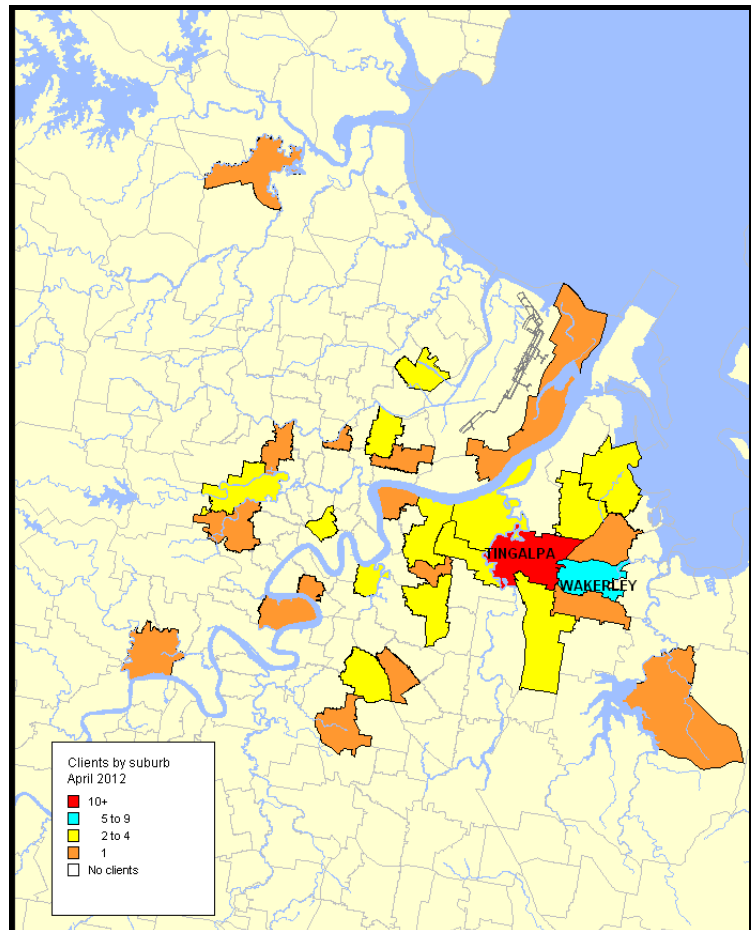 TINGALPA
WAKERLEY
Clients by suburb
April 2012
10+
5 to 9
2 to 4
1
No clients